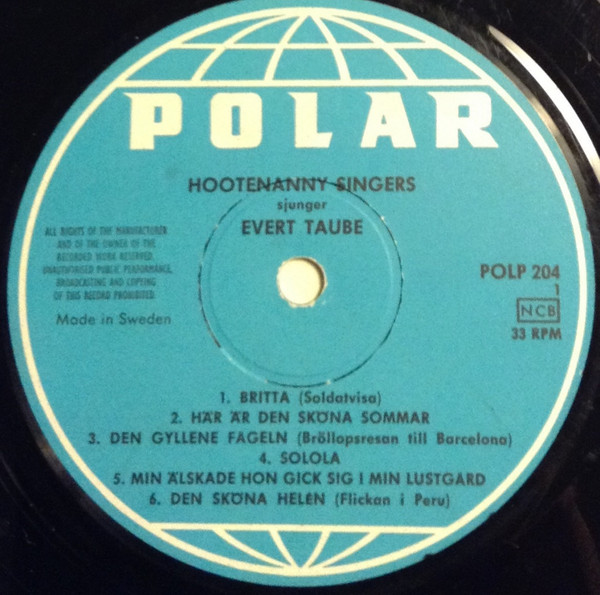 POLAR
HOOTENANNY SINGERS
sjunger
EVERT TAUBE
ALL RIGHTS OF THE MANUFACTURER
AND OF THE OWNER OF THE
RECORDED WORK RESERVED.
UNAUTHORISED PUBLIC PERFORMANCE,
BROADCASTING AND COPYING
OF THIS RECORD PROHIBITED.
Made in Sweden
POLP 204
1
NCB
33 RPM
1. BRITTA (Soldatvisa)
2. HÄR ÄR DEN SKÖNA SOMMAR
3. DEN GYLLENE FAGELN (Bröllopsresan till Barcelona)
4. SOLOLA
5. MIN ÄLSKADE HON GICK SIG I MIN LUSTGARD
6. DEN SKÖNA HELEN (Flickan i Peru)